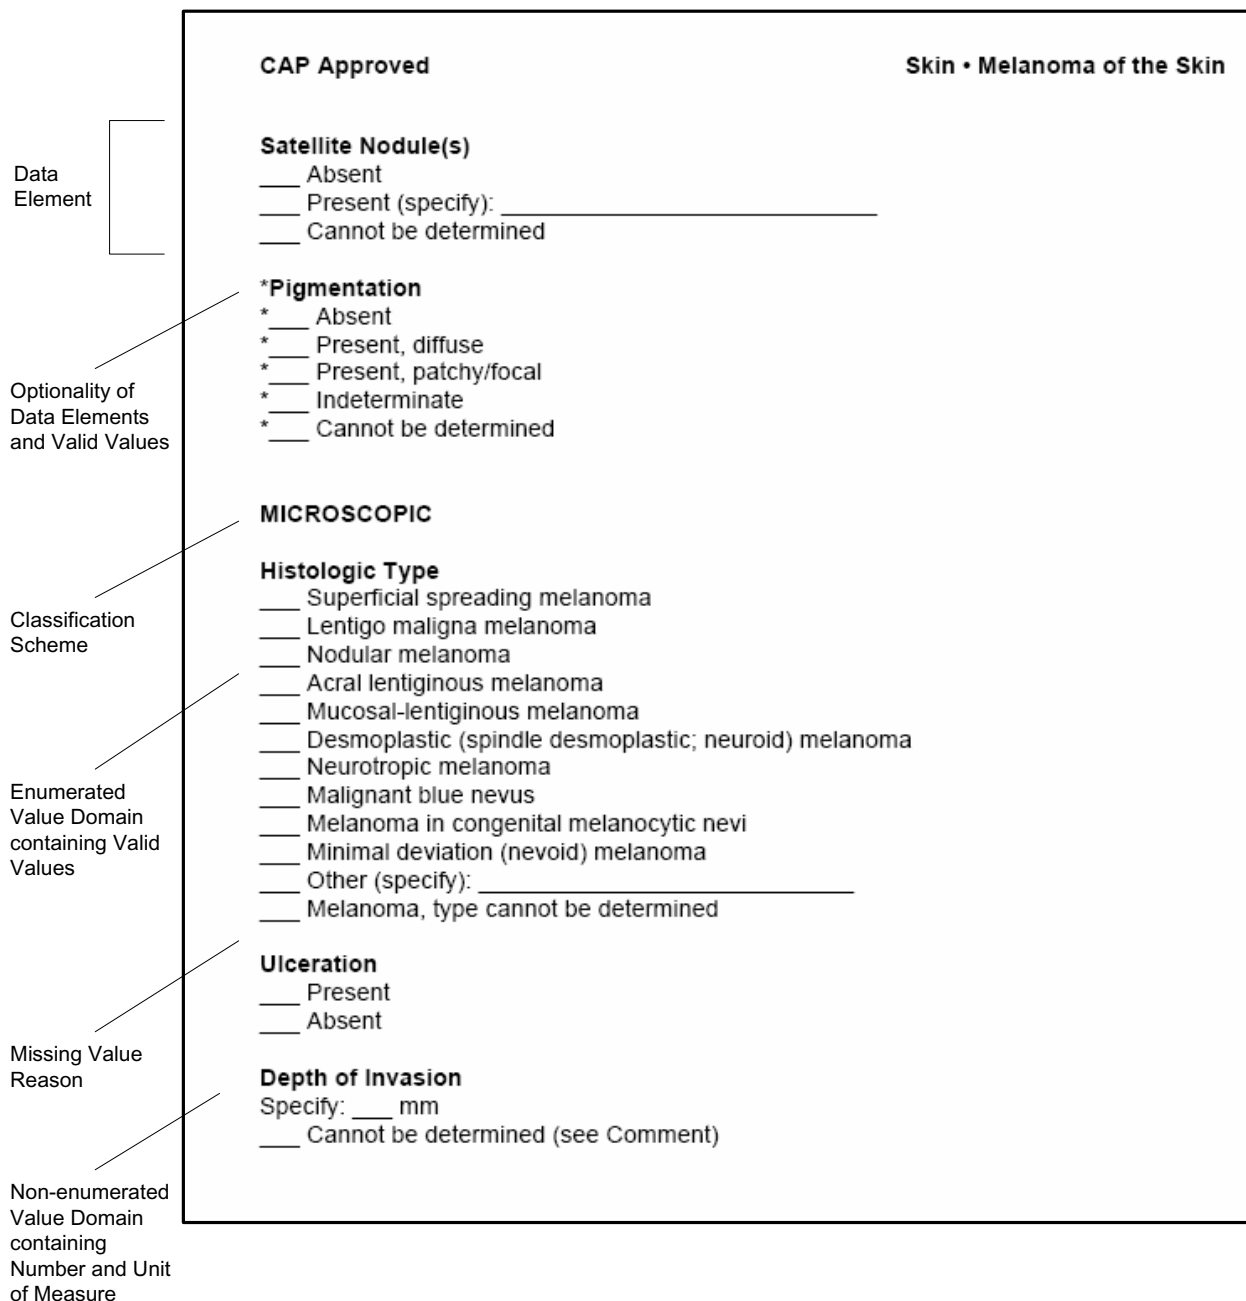 CAP Approved Skin • Melanoma of the Skin
Data
Element
Satellite Nodule(s)
___ Absent
___ Present (specify): ____________________________
___ Cannot be determined
Optionality of
Data Elements
and Valid Values
*Pigmentation
*___ Absent
*___ Present, diffuse
*___ Present, patchy/focal
*___ Indeterminate
*___ Cannot be determined
Classification
Scheme
MICROSCOPIC
Enumerated
Value Domain
containing Valid
Values
Histologic Type
___ Superficial spreading melanoma
___ Lentigo maligna melanoma
___ Nodular melanoma
___ Acral lentiginous melanoma
___ Mucosal-lentiginous melanoma
___ Desmoplastic (spindle desmoplastic; neuroid) melanoma
___ Neurotropic melanoma
___ Malignant blue nevus
___ Melanoma in congenital melanocytic nevi
___ Minimal deviation (nevoid) melanoma
___ Other (specify): ____________________________
___ Melanoma, type cannot be determined
Missing Value
Reason
Ulceration
___ Present
___ Absent
Non-enumerated
Value Domain
containing
Number and Unit
of Measure
Depth of Invasion
Specify: ___ mm
___ Cannot be determined (see Comment)